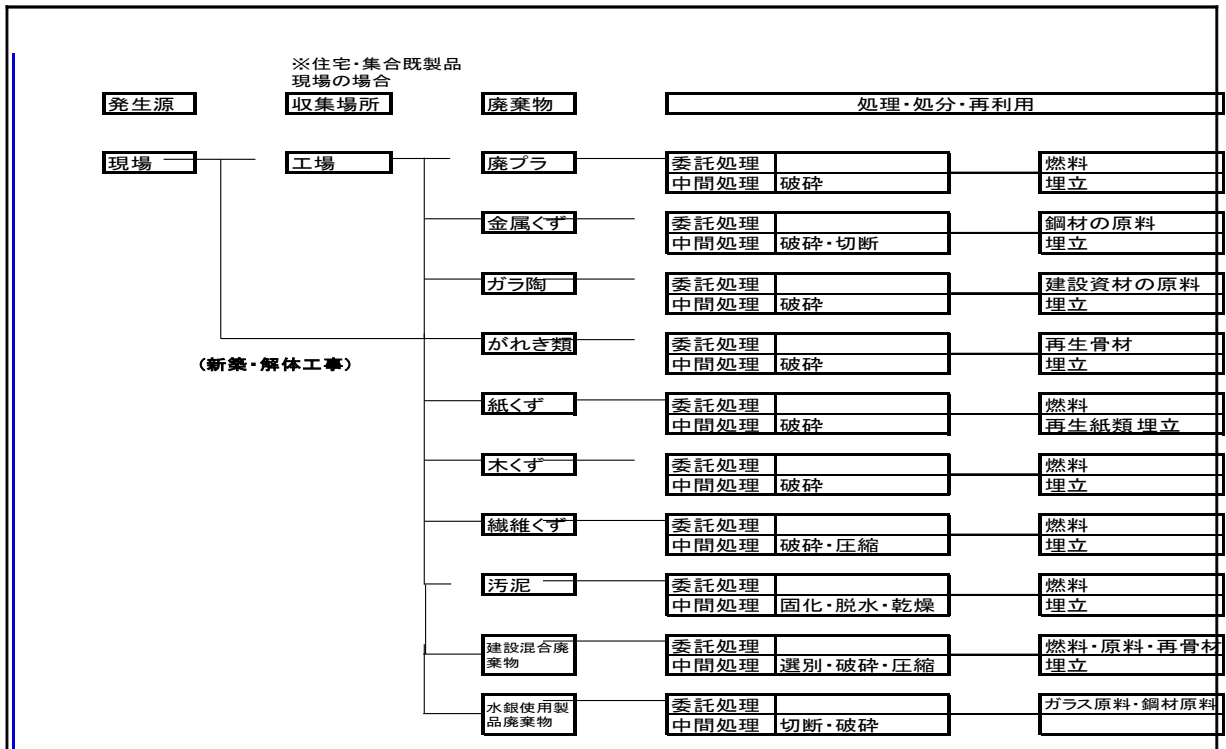 ※住宅・集合既製品
現場の場合
発生源 収集場所 廃棄物 処理・処分・再利用
現場 工場 廃プラ 委託処理 燃料
中間処理 破砕 埋立
金属くず 委託処理 鋼材の原料
中間処理 破砕・切断 埋立
ガラ陶 委託処理 建設資材の原料
中間処理 破砕 埋立
がれき類 委託処理 再生骨材
中間処理 破砕 埋立
(新築・解体工事)
紙くず 委託処理 燃料
中間処理 破砕 再生紙類 埋立
木くず 委託処理 燃料
中間処理 破砕 埋立
繊維くず 委託処理 燃料
中間処理 破砕・圧縮 埋立
汚泥 委託処理 燃料
中間処理 固化・脱水・乾燥 埋立
建設混合廃
棄物
委託処理 燃料・原料・再骨材
中間処理 選別・破砕・圧縮 埋立
水銀使用製
品廃棄物
委託処理 ガラス原料・鋼材原料
中間処理 切断・破砕